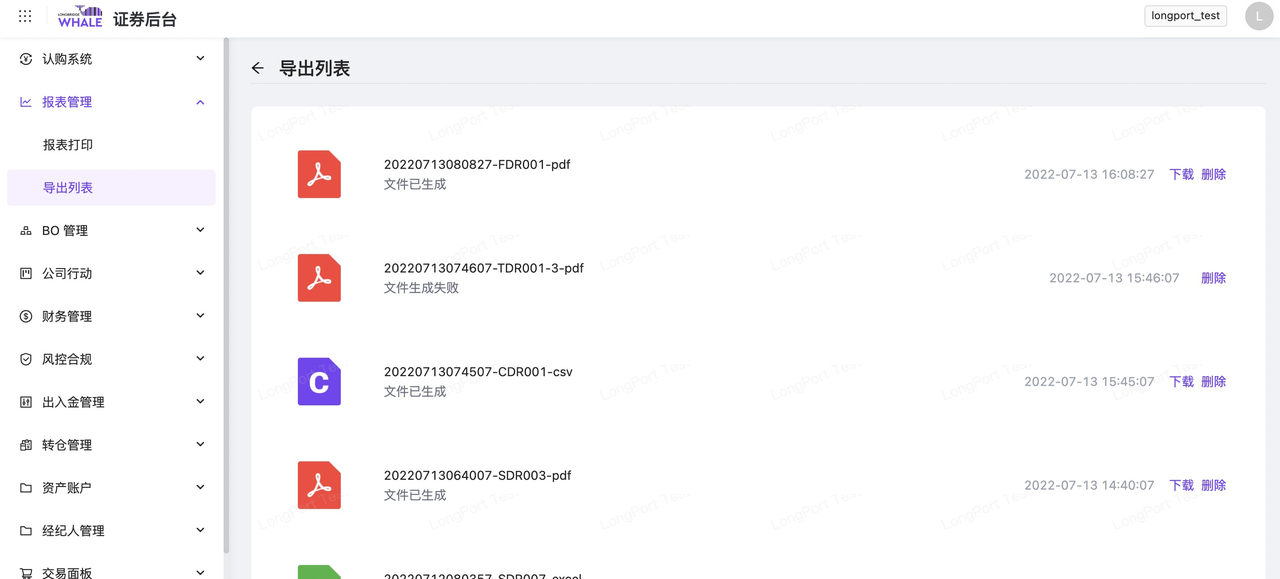 LONGBRIDGE
WHALE 证券后台
longport_test
L
认购系统
报表管理
报表打印
导出列表
BO 管理
公司行动
财务管理
风控合规
出入金管理
转仓管理
资产账户
经纪人管理
交易面板
导出列表
20220713080827-FDR001-pdf
文件已生成
2022-07-13 16:08:27 下载 删除
20220713074607-TDR001-3-pdf
文件生成失败
2022-07-13 15:46:07 删除
C
20220713074507-CDR001-csv
文件已生成
2022-07-13 15:45:07 下载 删除
20220713064007-SDR003-pdf
文件已生成
2022-07-13 14:40:07 下载 删除
20220712080357-SDR007-excel
LongPort Test